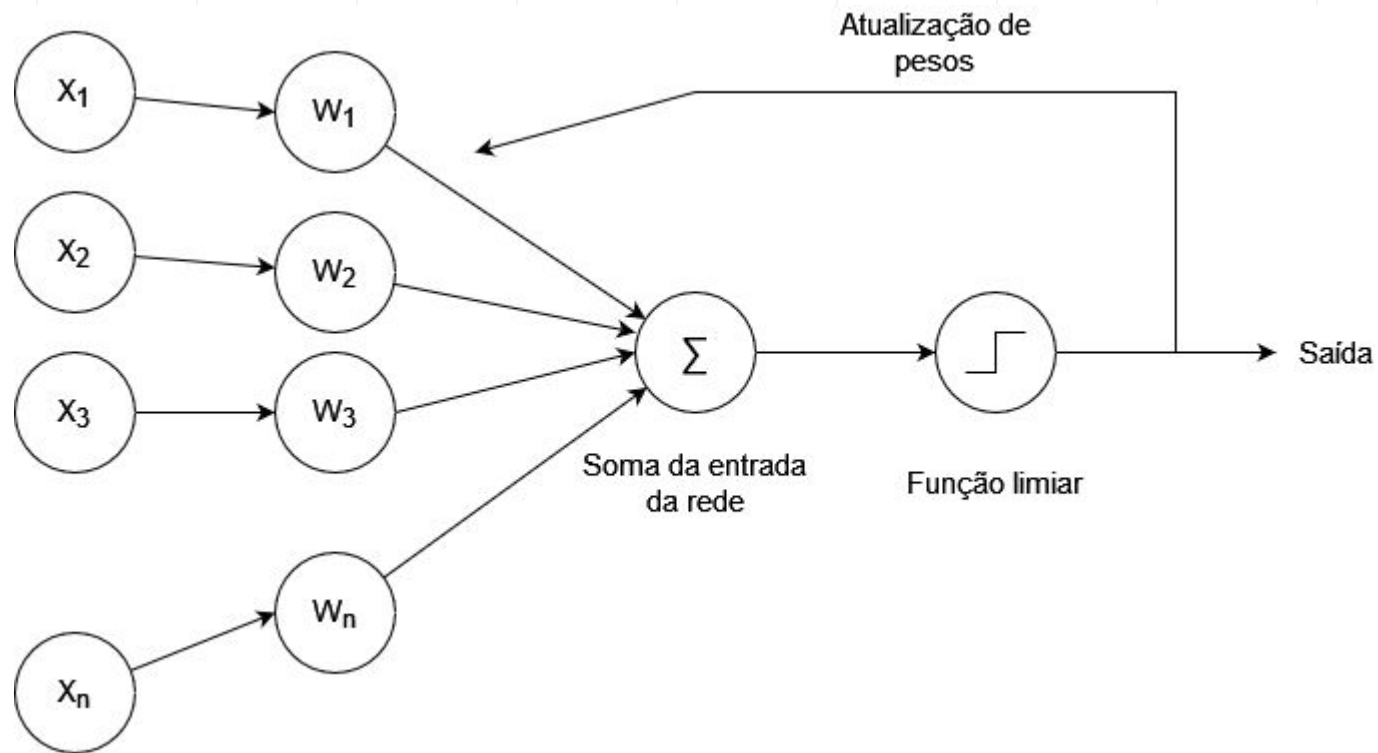 Atualização de
pesos
X₁
W₁
X₂
W₂
X₃
W₃
∑
Saída
Soma da entrada
da rede
Função limiar
Xₙ
Wₙ